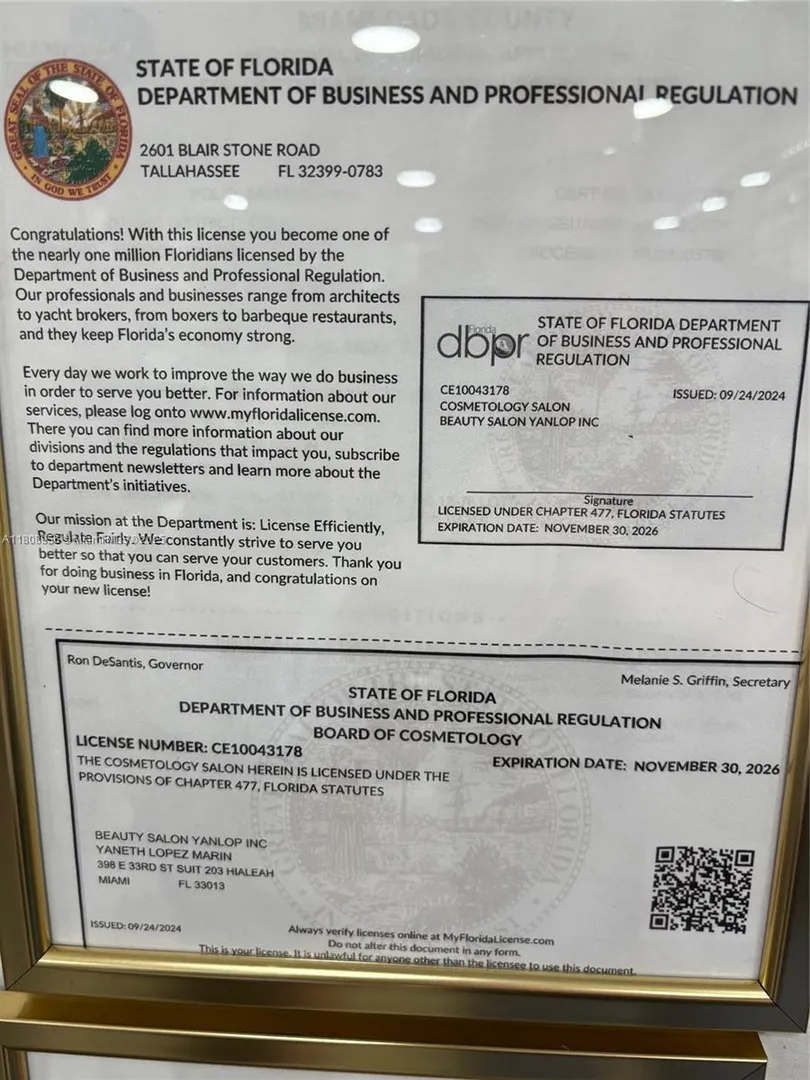 GREAT SEAL OF THE STATE OF FLORIDA
IN GOD WE TRUST
STATE OF FLORIDA
DEPARTMENT OF BUSINESS AND PROFESSIONAL REGULATION
2601 BLAIR STONE ROAD
TALLAHASSEE FL 32399-0783
Congratulations! With this license you become one of
the nearly one million Floridians licensed by the
Department of Business and Professional Regulation.
Our professionals and businesses range from architects
to yacht brokers, from boxers to barbeque restaurants,
and they keep Florida's economy strong.
Every day we work to improve the way we do business
in order to serve you better. For information about our
services, please log onto www.myfloridalicense.com.
There you can find more information about our
divisions and the regulations that impact you, subscribe
to department newsletters and learn more about the
Department's initiatives.
Our mission at the Department is: License Efficiently,
Regulate Fairly. We constantly strive to serve you
better so that you can serve your customers. Thank you
for doing business in Florida, and congratulations on
your new license!
Florida
dbpr
STATE OF FLORIDA DEPARTMENT
OF BUSINESS AND PROFESSIONAL
REGULATION
CE10043178 ISSUED: 09/24/2024
COSMETOLOGY SALON
BEAUTY SALON YANLOP INC
Signature
LICENSED UNDER CHAPTER 477, FLORIDA STATUTES
EXPIRATION DATE: NOVEMBER 30, 2026
Ron DeSantis, Governor Melanie S. Griffin, Secretary
STATE OF FLORIDA
DEPARTMENT OF BUSINESS AND PROFESSIONAL REGULATION
BOARD OF COSMETOLOGY
LICENSE NUMBER: CE10043178 EXPIRATION DATE: NOVEMBER 30, 2026
THE COSMETOLOGY SALON HEREIN IS LICENSED UNDER THE
PROVISIONS OF CHAPTER 477, FLORIDA STATUTES
BEAUTY SALON YANLOP INC
YANETH LOPEZ MARIN
398 E 33RD ST SUIT 203 HIALEAH
MIAMI FL 33013
ISSUED: 09/24/2024
Always verify licenses online at MyFloridaLicense.com
Do not alter this document in any form.
This is your license. It is unlawful for anyone other than the licensee to use this document.